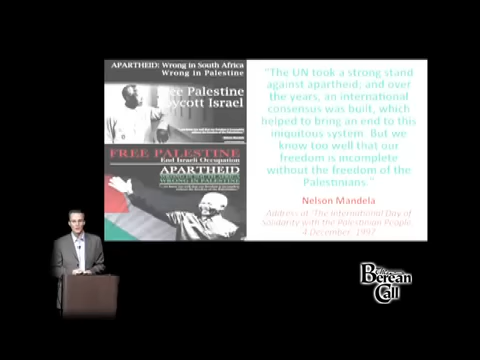 APARTHEID: Wrong in South Africa
Wrong in Palestine
Free Palestine
Boycott Israel
FREE PALESTINE
End Israeli Occupation
APARTHEID
WRONG IN PALESTINE
"The UN took a strong stand
against apartheid; and over
the years, an international
consensus was built, which
helped to bring an end to this
iniquitous system. But we
know too well that our
freedom is incomplete
without the freedom of the
Palestinians."
Nelson Mandela
Address at The International Day of
Solidarity with the Palestinian People,
4 December, 1997
The
Berean
Call